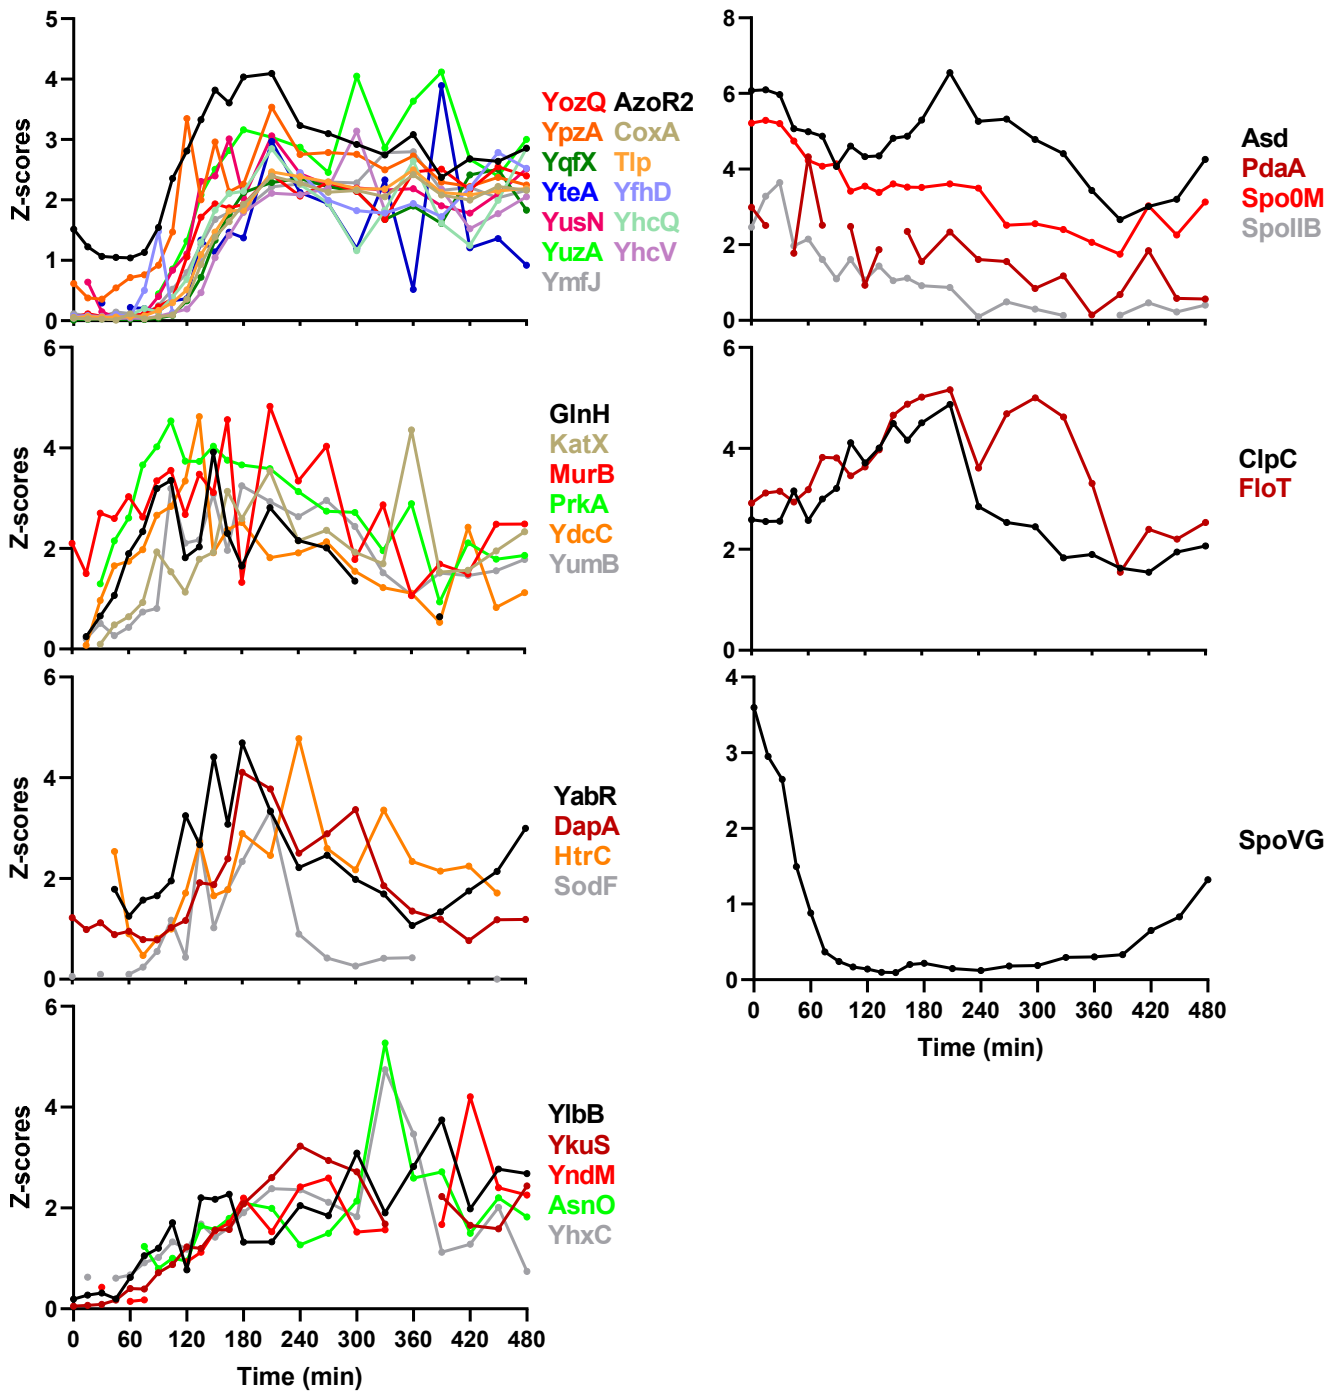 5
4
3
2
1
0
Z-scores
YozQ AzoR2
YpzA CoxA
YqfX Tlp
YteA YfhD
YusN YhcQ
YuzA YhcV
YmfJ
8
6
4
2
0
Asd
PdaA
Spo0M
SpoIIB
6
4
2
0
Z-scores
GlnH
KatX
MurB
PrkA
YdcC
YumB
6
4
2
0
ClpC
FloT
6
4
2
0
Z-scores
YabR
DapA
HtrC
SodF
4
3
2
1
0
SpoVG
0 60 120 180 240 300 360 420 480
Time (min)
6
4
2
0
Z-scores
YlbB
YkuS
YndM
AsnO
YhxC
0 60 120 180 240 300 360 420 480
Time (min)